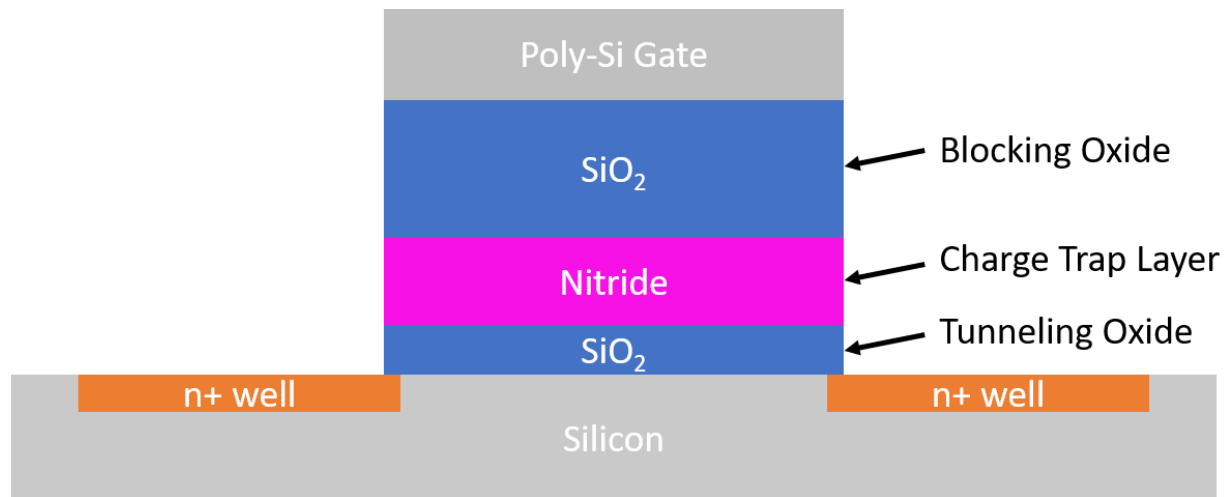 Poly-Si Gate
SiO₂
Blocking Oxide
Nitride
Charge Trap Layer
SiO₂
Tunneling Oxide
n+ well
n+ well
Silicon